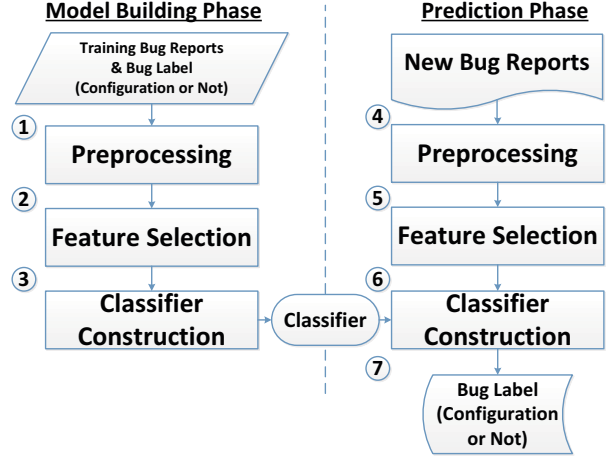 Model Building Phase
Training Bug Reports
& Bug Label
(Configuration or Not)
1
Preprocessing
2
Feature Selection
3
Classifier
Construction
Classifier
Prediction Phase
New Bug Reports
4
Preprocessing
5
Feature Selection
6
Classifier
Construction
7
Bug Label
(Configuration
or Not)